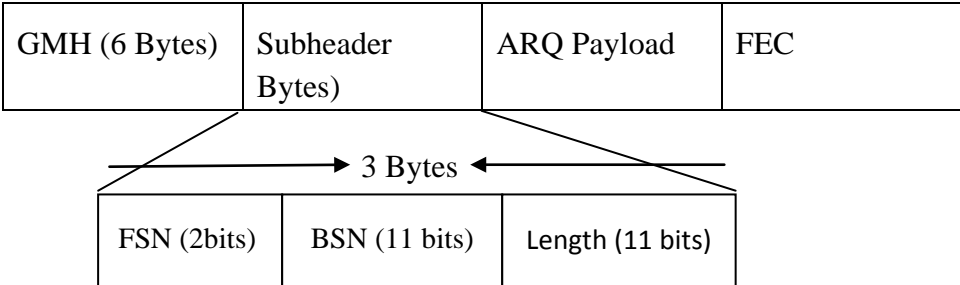 GMH (6 Bytes)
Subheader
Bytes)
ARQ Payload
FEC
3 Bytes
FSN (2bits)
BSN (11 bits)
Length (11 bits)